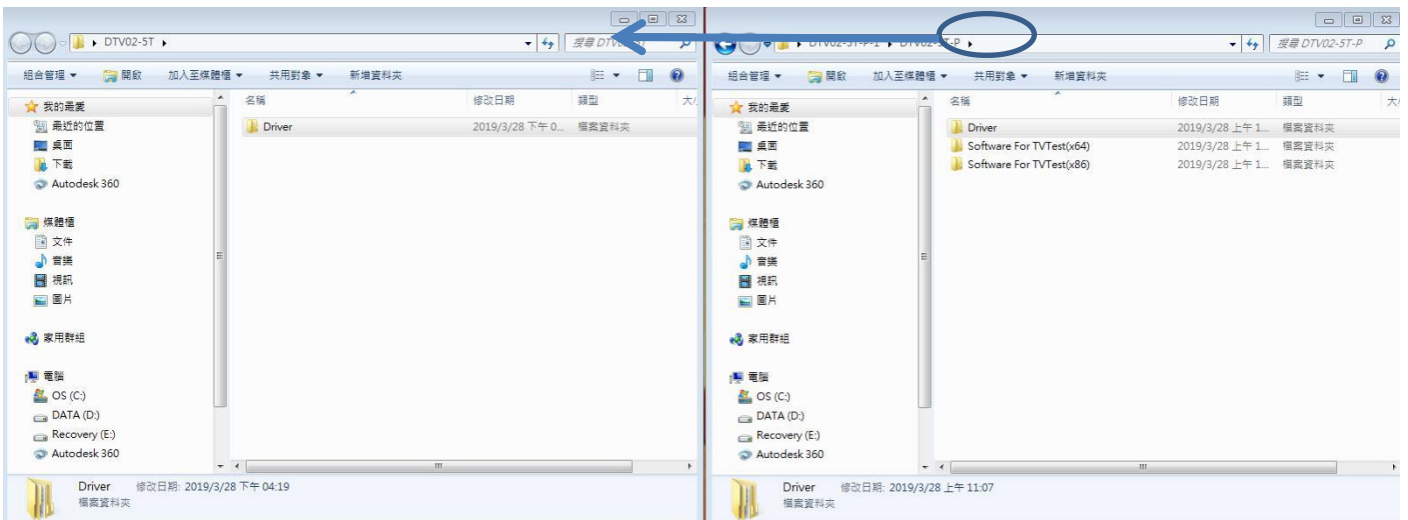 DTV02-5T
搜尋 DTV02-5T
組合管理 開啟 加入至媒體櫃 共用對象 新增資料夾
名稱 修改日期 類型 大
我的最愛
最近的位置
桌面
下載
Autodesk 360
媒體櫃
文件
音樂
視訊
圖片
家用群組
電腦
OS (C:)
DATA (D:)
Recovery (E:)
Autodesk 360
Driver 2019/3/28 下午 0... 檔案資料夾
Driver 修改日期: 2019/3/28 下午 04:19
檔案資料夾
DTV02-5T-P-1 DTV02-5T-P
搜尋 DTV02-5T-P
組合管理 開啟 加入至媒體櫃 共用對象 新增資料夾
名稱 修改日期 類型 大
我的最愛
最近的位置
桌面
下載
Autodesk 360
媒體櫃
文件
音樂
視訊
圖片
家用群組
電腦
OS (C:)
DATA (D:)
Recovery (E:)
Autodesk 360
Driver 2019/3/28 上午 1... 檔案資料夾
Software For TVTest(x64) 2019/3/28 上午 1... 檔案資料夾
Software For TVTest(x86) 2019/3/28 上午 1... 檔案資料夾
Driver 修改日期: 2019/3/28 上午 11:07
檔案資料夾